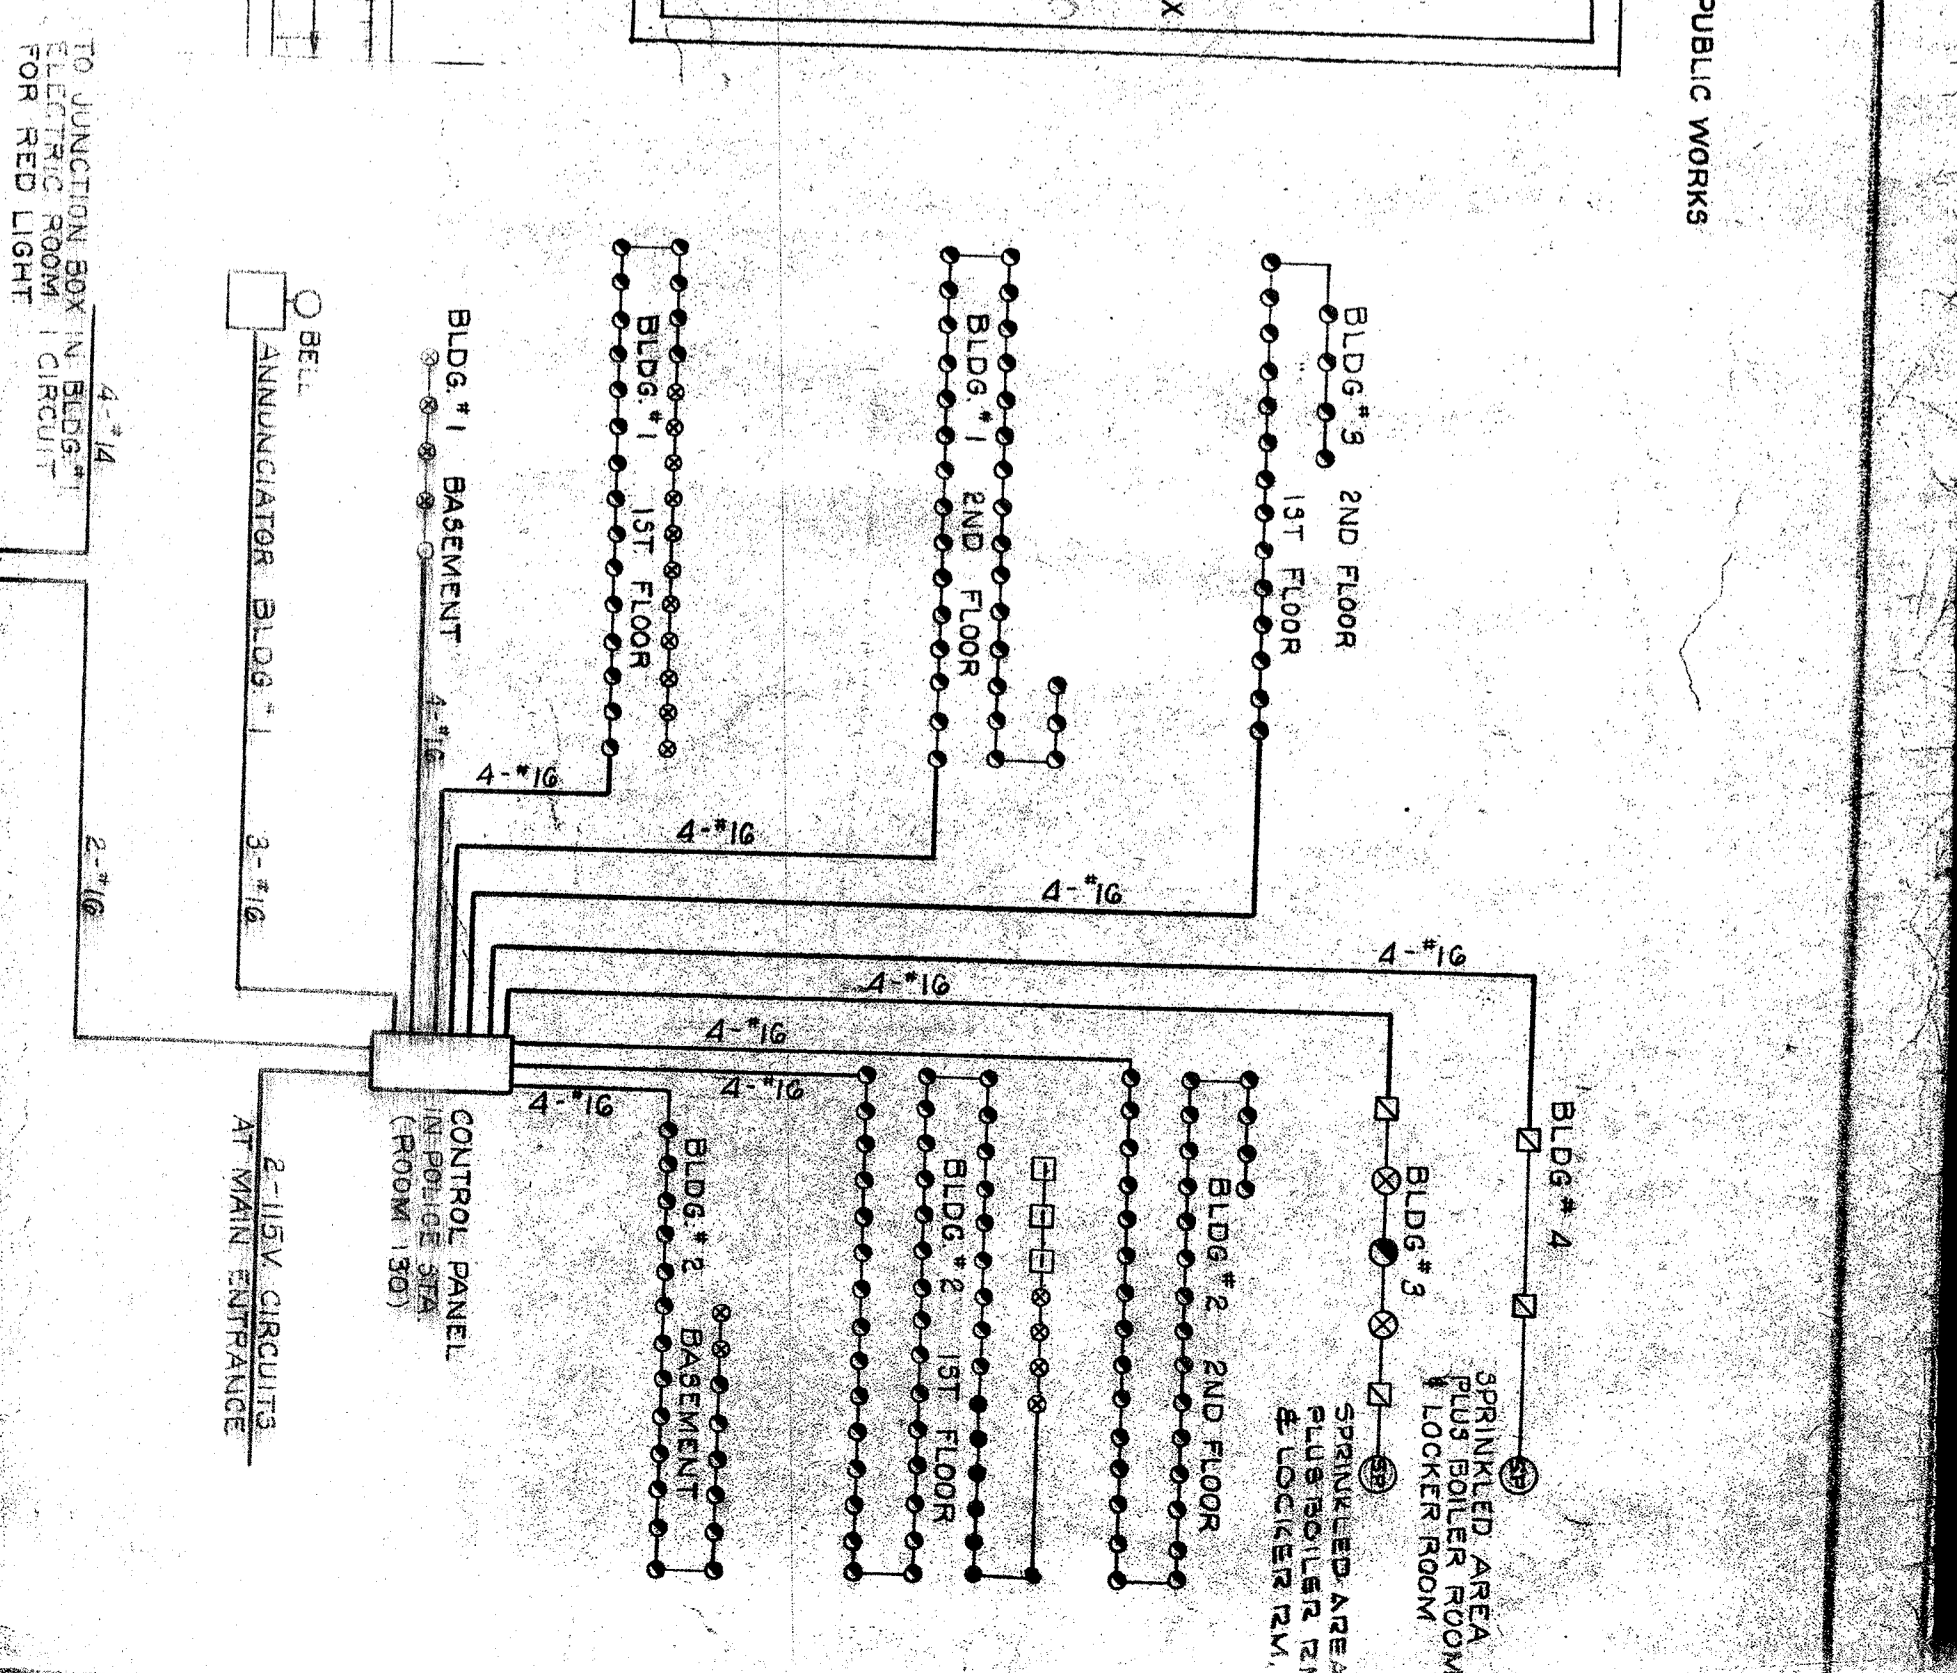 PUBLIC WORKS
X
BLDG # 4
SPRINKLED AREA
PLUS BOILER ROOM
LOCKER ROOM
4-#16
BLDG # 3
SPRINKLED AREA
PLUS BOILER
& LOCKER RM.
4-#16
SP
SP
BLDG # 3 2ND FLOOR
1ST FLOOR
4-#16
BLDG # 2 2ND FLOOR
4-#16
BLDG. #1 2ND FLOOR
4-#16
BLDG. # 2 1ST FLOOR
4-#16
BLDG. #1 1ST. FLOOR
4-#16
BLDG. # 2 BASEMENT
4-#16
BLDG. #1 BASEMENT
4-#16
CONTROL PANEL
IN POLICE STA.
(ROOM 130)
BELL
ANNUNCIATOR BLDG #1 3-#16
2-115V CIRCUITS
AT MAIN ENTRANCE
4-#14
2-#16
TO JUNCTION BOX IN BLDG. #1
ELECTRIC ROOM 1 CIRCUIT
FOR RED LIGHT